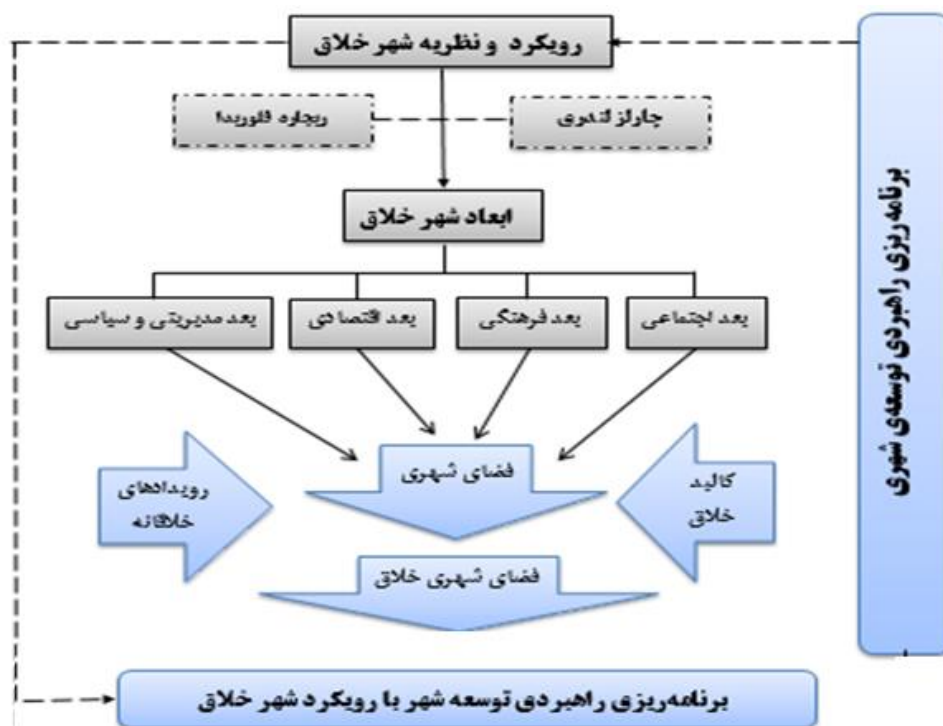 رویکرد و نظریه شهر خلاق
چارلز لندری
ریچارد فلوریدا
ابعاد شهر خلاق
بعد اجتماعی
بعد فرهنگی
بعد اقتصادی
بعد مدیریتی و سیاسی
فضای شهری
کالبد
خلاق
رویدادهای
خلاقانه
فضای شهری خلاق
برنامه‌ریزی راهبردی توسعه شهر با رویکرد شهر خلاق
برنامه‌ریزی راهبردی توسعه‌ی شهری